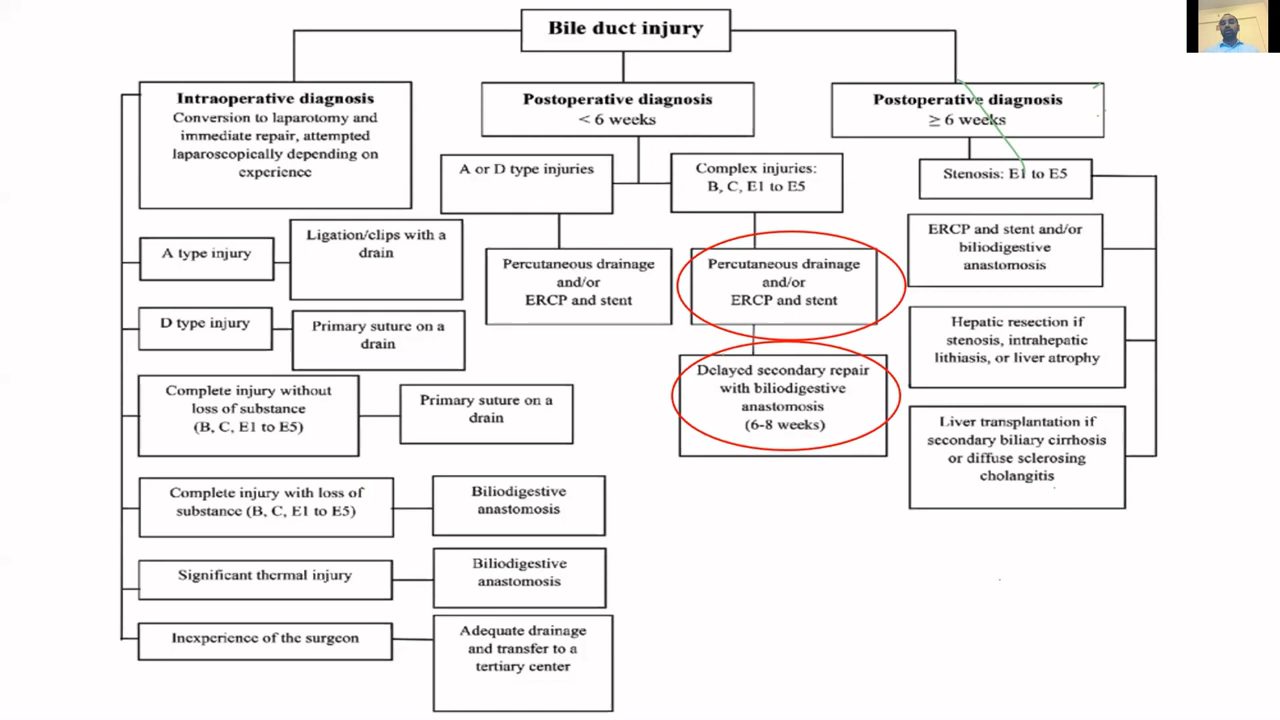 Bile duct injury
Intraoperative diagnosis
Conversion to laparotomy and
immediate repair, attempted
laparoscopically depending on
experience
A type injury
Ligation/clips with a
drain
D type injury
Primary suture on a
drain
Complete injury without
loss of substance
(B, C, E1 to E5)
Primary suture on a
drain
Complete injury with loss of
substance (B, C, E1 to E5)
Biliodigestive
anastomosis
Significant thermal injury
Biliodigestive
anastomosis
Inexperience of the surgeon
Adequate drainage
and transfer to a
tertiary center
Postoperative diagnosis
< 6 weeks
A or D type injuries
Percutaneous drainage
and/or
ERCP and stent
Complex injuries:
B, C, E1 to E5
Percutaneous drainage
and/or
ERCP and stent
Delayed secondary repair
with biliodigestive
anastomosis
(6-8 weeks)
Postoperative diagnosis
≥ 6 weeks
Stenosis: E1 to E5
ERCP and stent and/or
biliodigestive
anastomosis
Hepatic resection if
stenosis, intrahepatic
lithiasis, or liver atrophy
Liver transplantation if
secondary biliary cirrhosis
or diffuse sclerosing
cholangitis